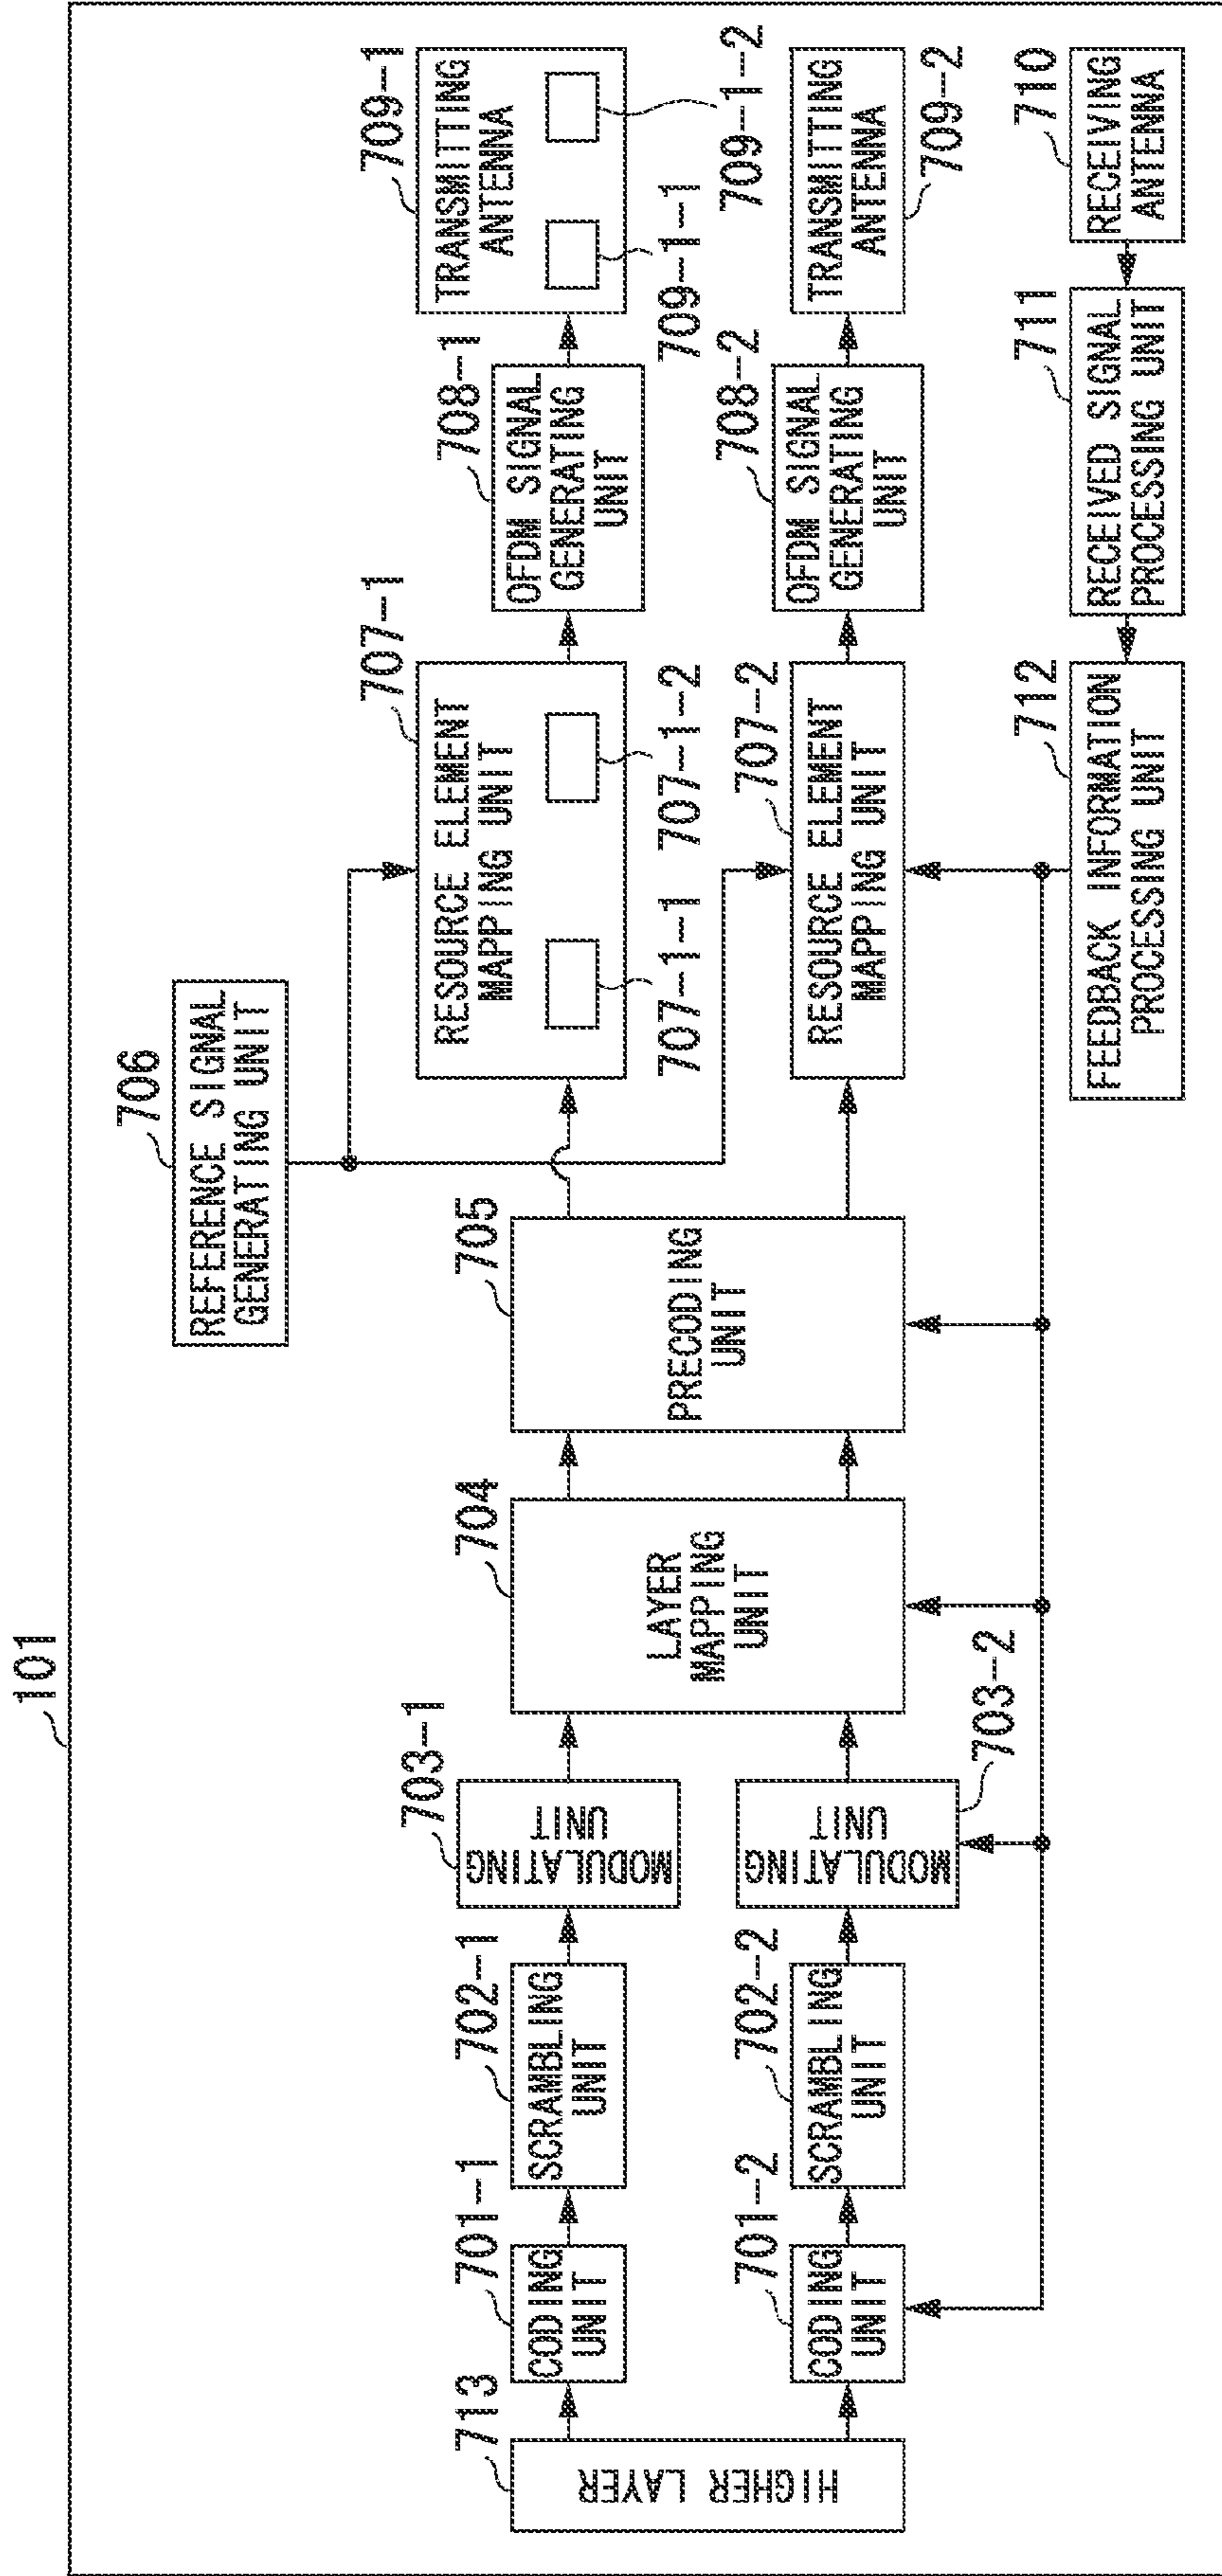 101
706
REFERENCE SIGNAL
GENERATING UNIT
713
HIGHER LAYER
701-1
CODING
UNIT
702-1
SCRAMBLING
UNIT
703-1
MODULATING
UNIT
704
LAYER
MAPPING
UNIT
705
PRECODING
UNIT
707-1
RESOURCE ELEMENT
MAPPING UNIT
707-1-1
707-1-2
708-1
OFDM SIGNAL
GENERATING
UNIT
709-1
TRANSMITTING
ANTENNA
709-1-1
709-1-2
701-2
CODING
UNIT
702-2
SCRAMBLING
UNIT
MODULATING
UNIT
703-2
707-2
RESOURCE ELEMENT
MAPPING UNIT
708-2
OFDM SIGNAL
GENERATING
UNIT
TRANSMITTING
ANTENNA
709-2
712
FEEDBACK INFORMATION
PROCESSING UNIT
711
RECEIVED SIGNAL
PROCESSING UNIT
710
RECEIVING
ANTENNA